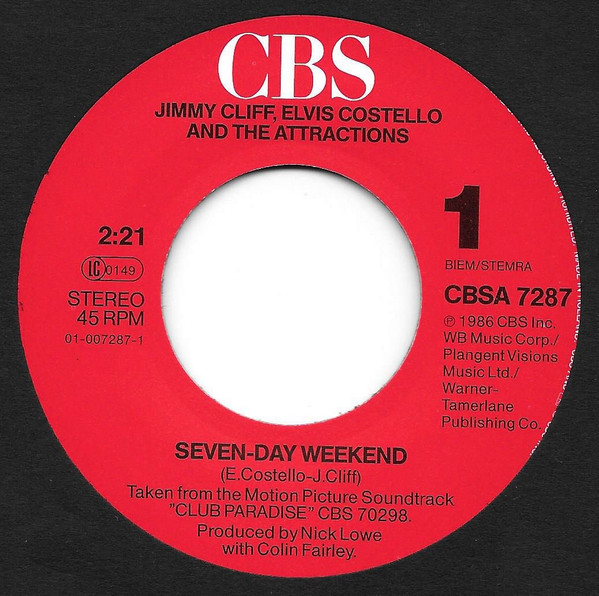 CBS
JIMMY CLIFF, ELVIS COSTELLO
AND THE ATTRACTIONS
1
2:21
LC 0149
STEREO
45 RPM
01-007287-1
BIEM/STEMRA
CBSA 7287
℗ 1986 CBS Inc.
WB Music Corp./
Plangent Visions
Music Ltd./
Warner-
Tamerlane
Publishing Co.
SEVEN-DAY WEEKEND
(E.Costello-J.Cliff)
Taken from the Motion Picture Soundtrack
"CLUB PARADISE" CBS 70298.
Produced by Nick Lowe
with Colin Fairley.